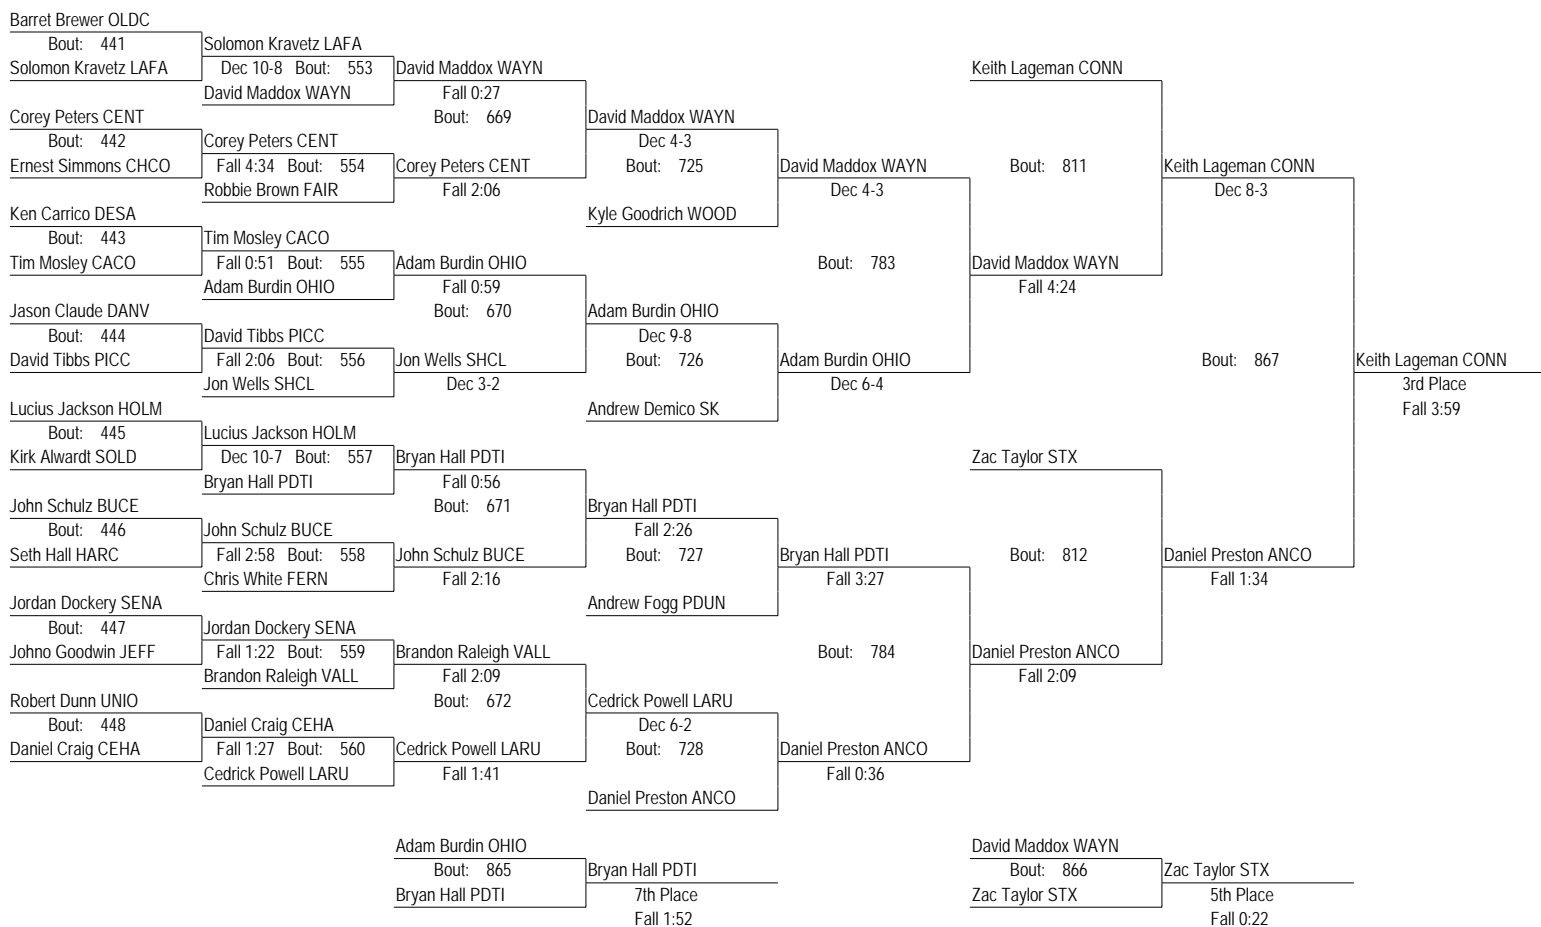 Barret Brewer OLDC
Bout: 441
Solomon Kravetz LAFA
Solomon Kravetz LAFA
Dec 10-8 Bout: 553
David Maddox WAYN
David Maddox WAYN
Fall 0:27
Bout: 669
Keith Lageman CONN
Corey Peters CENT
Bout: 442
Ernest Simmons CHCO
Corey Peters CENT
Fall 4:34 Bout: 554
Robbie Brown FAIR
Corey Peters CENT
Fall 2:06
David Maddox WAYN
Dec 4-3
Bout: 725
Kyle Goodrich WOOD
David Maddox WAYN
Dec 4-3
Bout: 811
Keith Lageman CONN
Dec 8-3
Ken Carrico DESA
Bout: 443
Tim Mosley CACO
Tim Mosley CACO
Fall 0:51 Bout: 555
Adam Burdin OHIO
Adam Burdin OHIO
Fall 0:59
Bout: 670
Bout: 783
David Maddox WAYN
Fall 4:24
Jason Claude DANV
Bout: 444
David Tibbs PICC
David Tibbs PICC
Fall 2:06 Bout: 556
Jon Wells SHCL
Jon Wells SHCL
Dec 3-2
Adam Burdin OHIO
Dec 9-8
Bout: 726
Andrew Demico SK
Adam Burdin OHIO
Dec 6-4
Bout: 867
Keith Lageman CONN
3rd Place
Fall 3:59
Lucius Jackson HOLM
Bout: 445
Kirk Alwardt SOLD
Lucius Jackson HOLM
Dec 10-7 Bout: 557
Bryan Hall PDTI
Bryan Hall PDTI
Fall 0:56
Bout: 671
Zac Taylor STX
John Schulz BUCE
Bout: 446
Seth Hall HARC
John Schulz BUCE
Fall 2:58 Bout: 558
Chris White FERN
John Schulz BUCE
Fall 2:16
Bryan Hall PDTI
Fall 2:26
Bout: 727
Andrew Fogg PDUN
Bryan Hall PDTI
Fall 3:27
Bout: 812
Daniel Preston ANCO
Fall 1:34
Jordan Dockery SENA
Bout: 447
Johno Goodwin JEFF
Jordan Dockery SENA
Fall 1:22 Bout: 559
Brandon Raleigh VALL
Brandon Raleigh VALL
Fall 2:09
Bout: 672
Bout: 784
Daniel Preston ANCO
Fall 2:09
Robert Dunn UNIO
Bout: 448
Daniel Craig CEHA
Daniel Craig CEHA
Fall 1:27 Bout: 560
Cedrick Powell LARU
Cedrick Powell LARU
Fall 1:41
Cedrick Powell LARU
Dec 6-2
Bout: 728
Daniel Preston ANCO
Daniel Preston ANCO
Fall 0:36
Adam Burdin OHIO
Bout: 865
Bryan Hall PDTI
Bryan Hall PDTI
7th Place
Fall 1:52
David Maddox WAYN
Bout: 866
Zac Taylor STX
Zac Taylor STX
5th Place
Fall 0:22